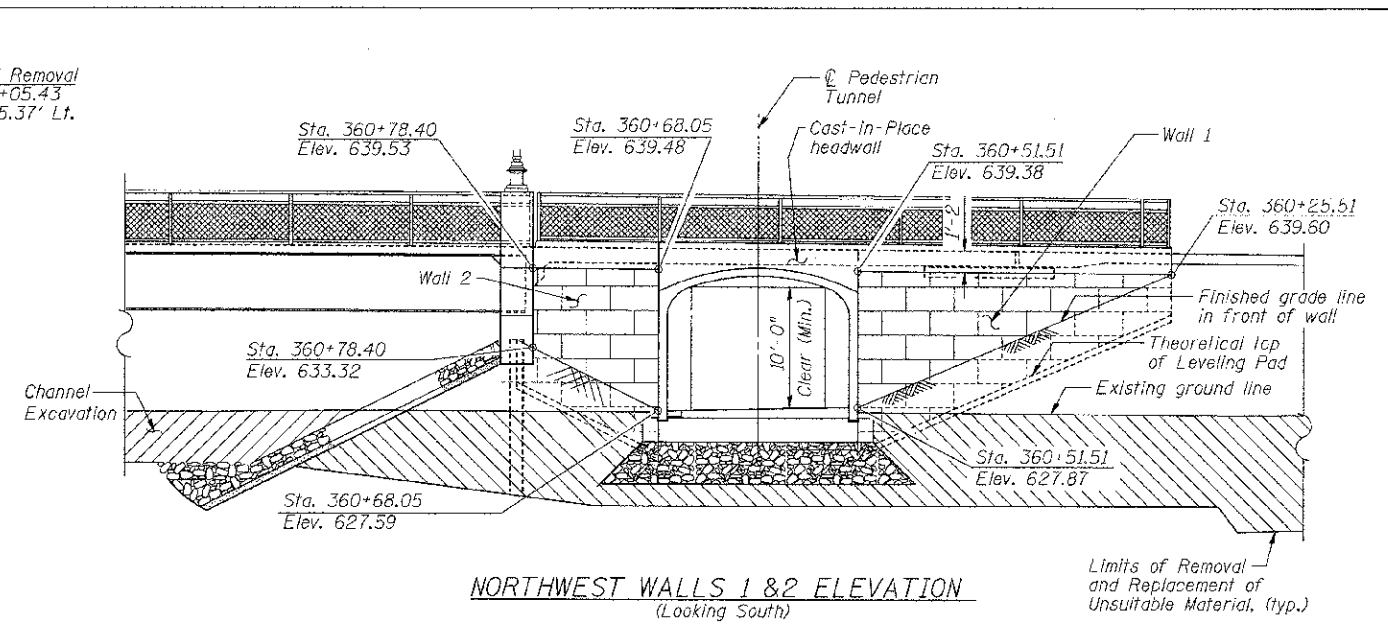 Removal
+05.43
5.37' Lt.
℄ Pedestrian
Tunnel
Sta. 360+78.40
Elev. 639.53
Sta. 360+68.05
Elev. 639.48
Cast-in-Place
headwall
Wall 1
Sta. 360+51.51
Elev. 639.38
1'-2
Sta. 360+25.51
Elev. 639.60
Wall 2
10'-0"
Clear (Min.)
Finished grade line
in front of wall
Theoretical top
of Leveling Pad
Sta. 360+78.40
Elev. 633.32
Existing ground line
Channel
Excavation
Sta. 360+51.51
Elev. 627.87
Sta. 360+68.05
Elev. 627.59
Limits of Removal
and Replacement of
Unsuitable Material, (typ.)
NORTHWEST WALLS 1 &2 ELEVATION
(Looking South)